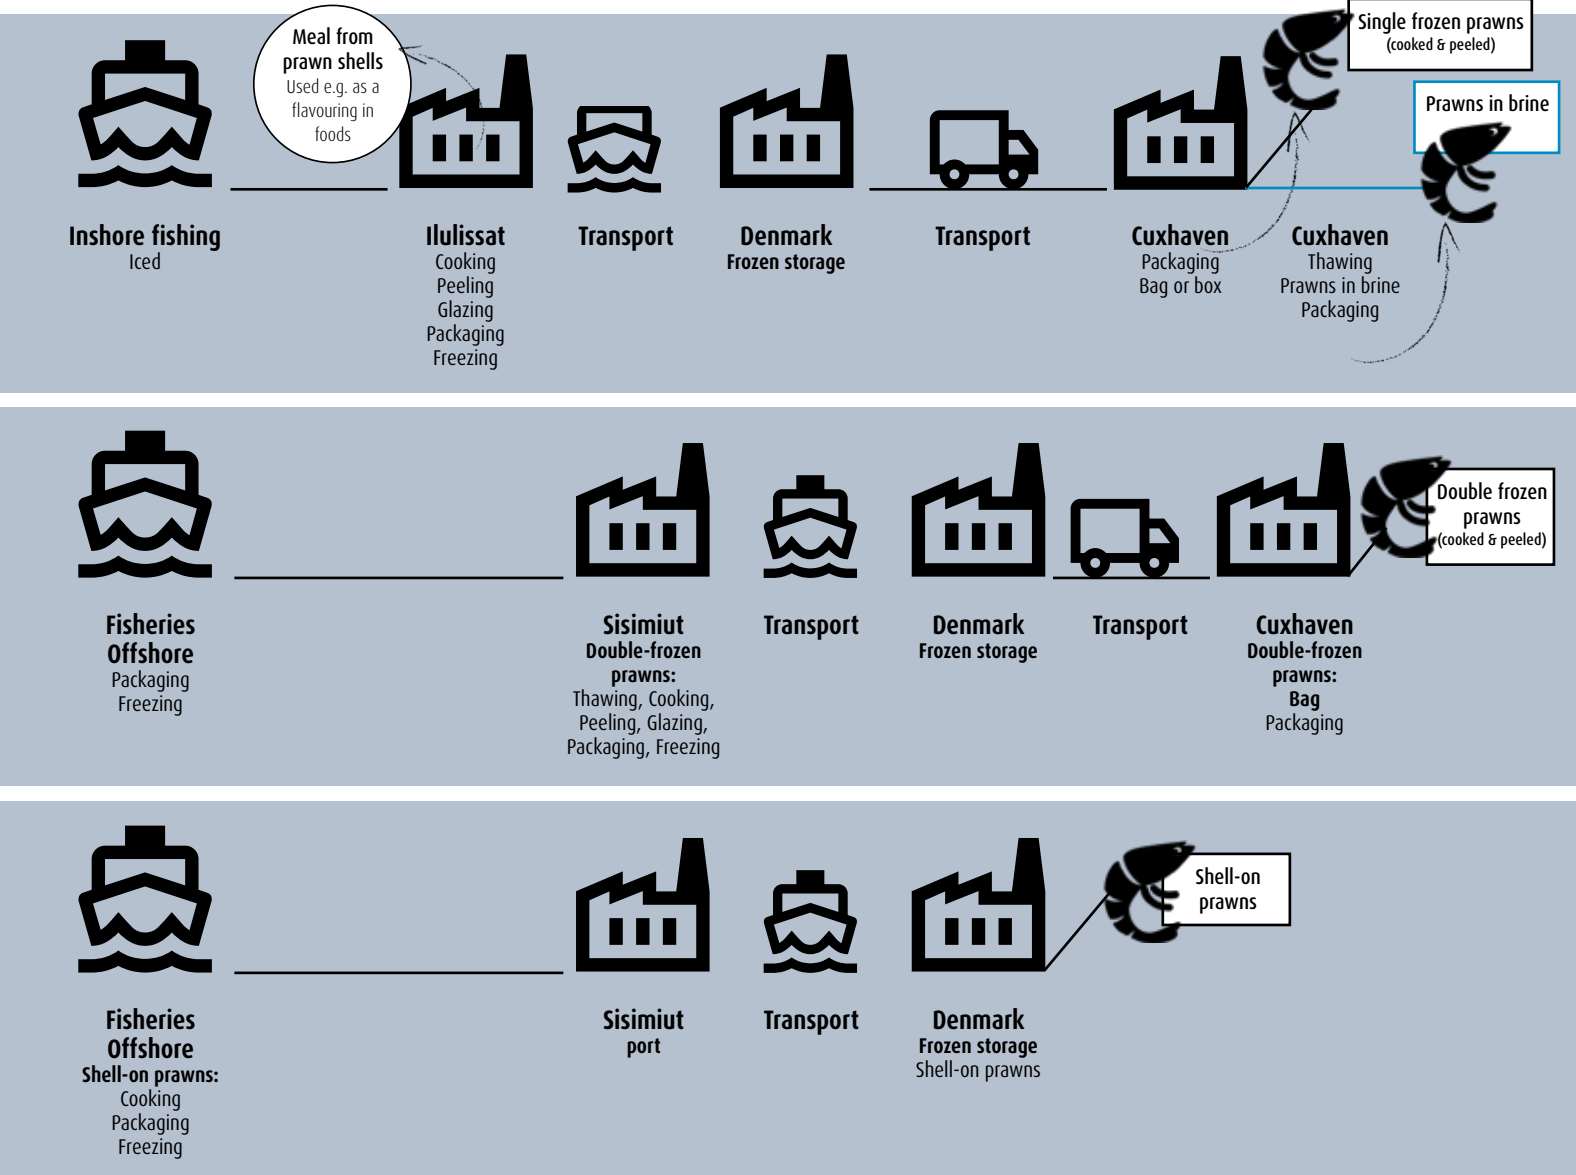 Meal from
prawn shells
Used e.g. as a
flavouring in
foods
Single frozen prawns
(cooked & peeled)
Prawns in brine
Inshore fishing
Iced
Ilulissat
Cooking
Peeling
Glazing
Packaging
Freezing
Transport
Denmark
Frozen storage
Transport
Cuxhaven
Packaging
Bag or box
Cuxhaven
Thawing
Prawns in brine
Packaging
Double frozen
prawns
(cooked & peeled)
Fisheries
Offshore
Packaging
Freezing
Sisimiut
Double-frozen
prawns:
Thawing, Cooking,
Peeling, Glazing,
Packaging, Freezing
Transport
Denmark
Frozen storage
Transport
Cuxhaven
Double-frozen
prawns:
Bag
Packaging
Shell-on
prawns
Fisheries
Offshore
Shell-on prawns:
Cooking
Packaging
Freezing
Sisimiut
port
Transport
Denmark
Frozen storage
Shell-on prawns